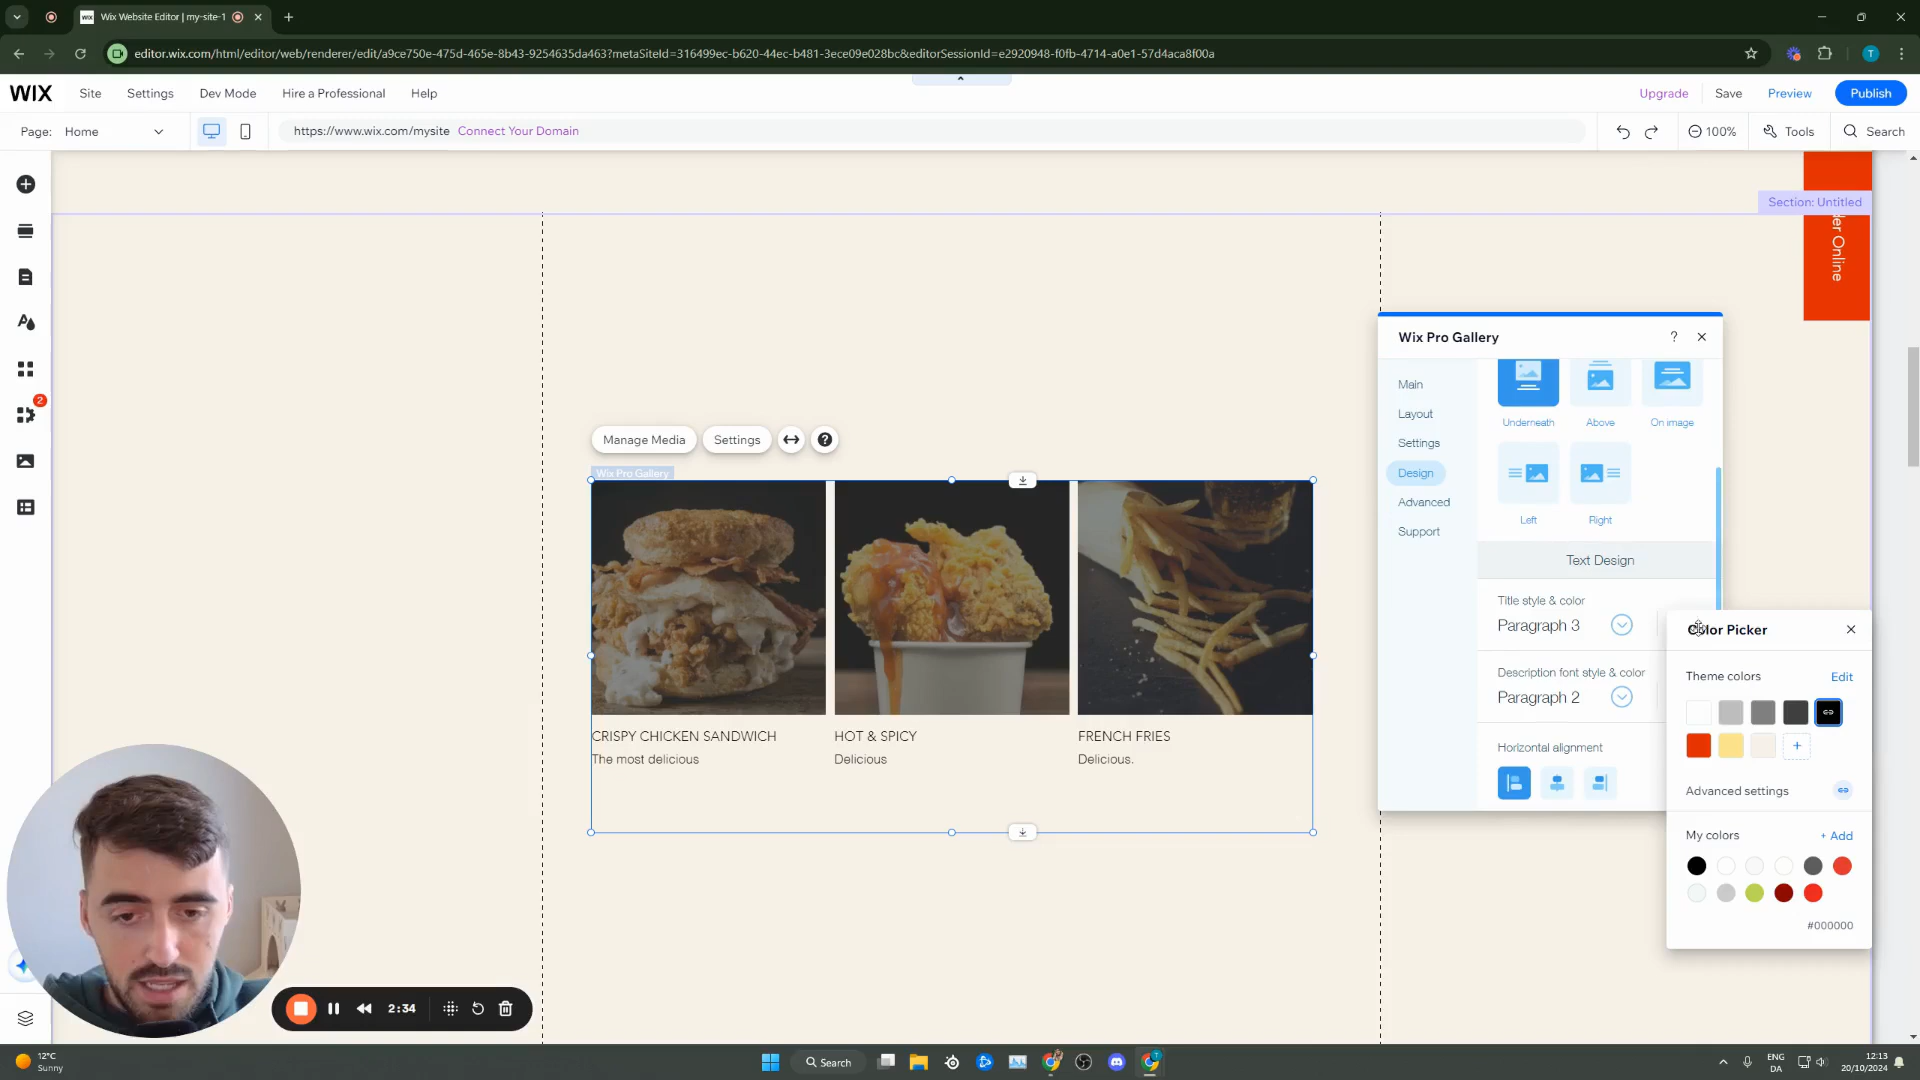 Wix Website Editor | my-site-1
editor.wix.com/html/editor/web/renderer/edit/a9ce750e-475d-465e-8b43-9254635da463?metaSiteId=316499ec-b620-44ec-b481-3ece09e028bc&editorSessionId=e2920948-f0fb-4714-a0e1-57d4aca8f00a
T
WIX
Site
Settings
Dev Mode
Hire a Professional
Help
Upgrade
Save
Preview
Publish
Page: Home
https://www.wix.com/mysite Connect Your Domain
100%
Tools
Search
Section: Untitled
der Online
2
Wix Pro Gallery
?
Main
Layout
Settings
Design
Advanced
Support
Underneath
Above
On image
Left
Right
Text Design
Title style & color
Paragraph 3
Description font style & color
Paragraph 2
Horizontal alignment
Manage Media
Settings
?
Wix Pro Gallery
CRISPY CHICKEN SANDWICH
The most delicious
HOT & SPICY
Delicious
FRENCH FRIES
Delicious.
Color Picker
Theme colors
Edit
Advanced settings
My colors
+ Add
#000000
2:34
12°C
Sunny
Search
ENG
DA
12:13
20/10/2024